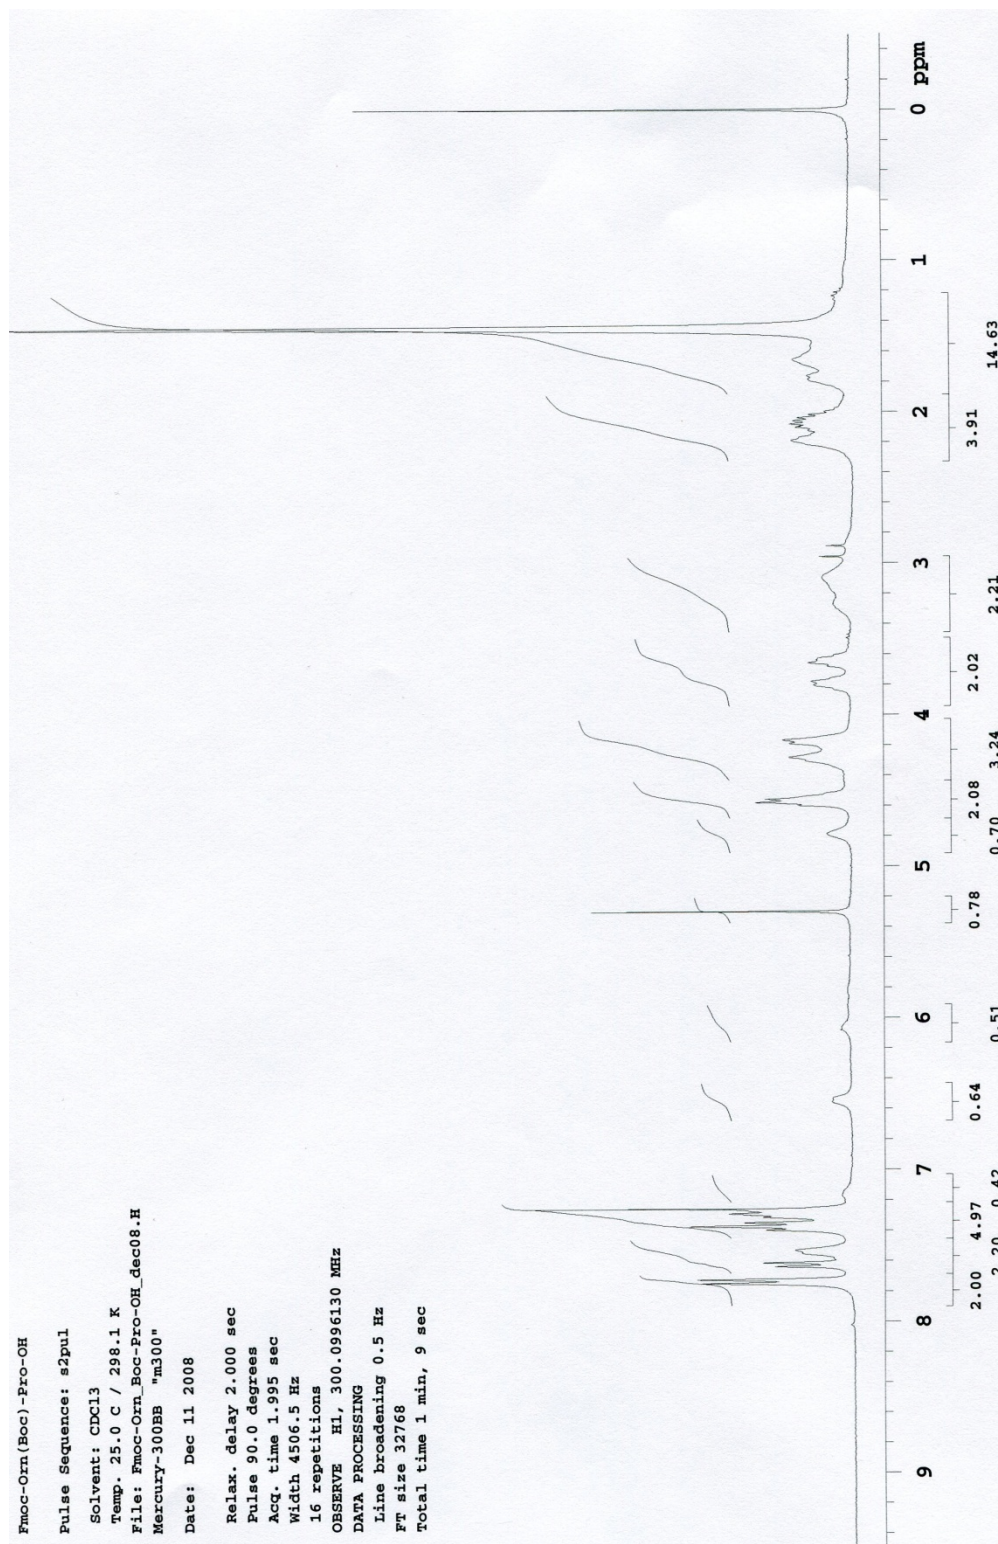 Fmoc-Orn(Boc)-Pro-OH
Pulse Sequence: s2pul
Solvent: CDCl3
Temp. 25.0 C / 298.1 K
File: Fmoc-Orn_Boc-Pro-OH_dec08.H
Mercury-300BB "m300"
Date: Dec 11 2008
Relax. delay 2.000 sec
Pulse 90.0 degrees
Acq. time 1.995 sec
Width 4506.5 Hz
16 repetitions
OBSERVE H1, 300.0996130 MHz
DATA PROCESSING
Line broadening 0.5 Hz
FT size 32768
Total time 1 min, 9 sec
9 8 7 6 5 4 3 2 1 0 ppm
2.00 4.97 0.64 0.78 2.08 2.02 3.91
2.20 0.42 0.51 0.70 3.24 2.21 14.63